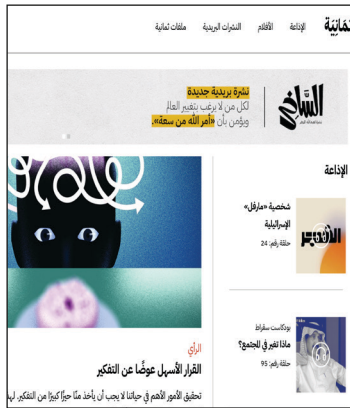 ثمانية
الإذاعة
الأفلام
النشرات البريدية
ملفات ثمانية
نشرة بريدية جديدة
لكل من لا يرغب بتغيير العالم
ويؤمن بأن «أمر الله من سعة».
الإذاعة
شخصية «مارفل»
الإسرائيلية
حلقة رقم: 24
بودكاست سقراط
ماذا تغير في المجتمع؟
حلقة رقم: 95
الرأي
القرار الأسهل عوضًا عن التفكير
تحقيق الأمور الأهم في حياتنا لا يجب أن يأخذ منّا حيزًا كبيرًا من التفكير. لهذا